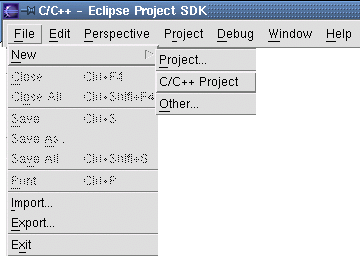 C/C++ - Eclipse Project SDK
File Edit Perspective Project Debug Window Help
New
Project...
C/C++ Project
Other...
Close Ctrl+F4
Close All Ctrl+Shift+F4
Save Ctrl+S
Save As..
Save All Ctrl+Shift+S
Print Ctrl+P
Import...
Export...
Exit